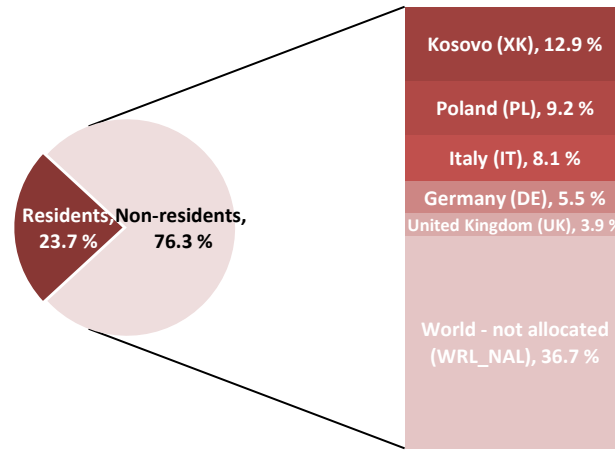 Residents,
23.7 %
Non-residents,
76.3 %
Kosovo (XK), 12.9 %
Poland (PL), 9.2 %
Italy (IT), 8.1 %
Germany (DE), 5.5 %
United Kingdom (UK), 3.9 %
World - not allocated
(WRL_NAL), 36.7 %